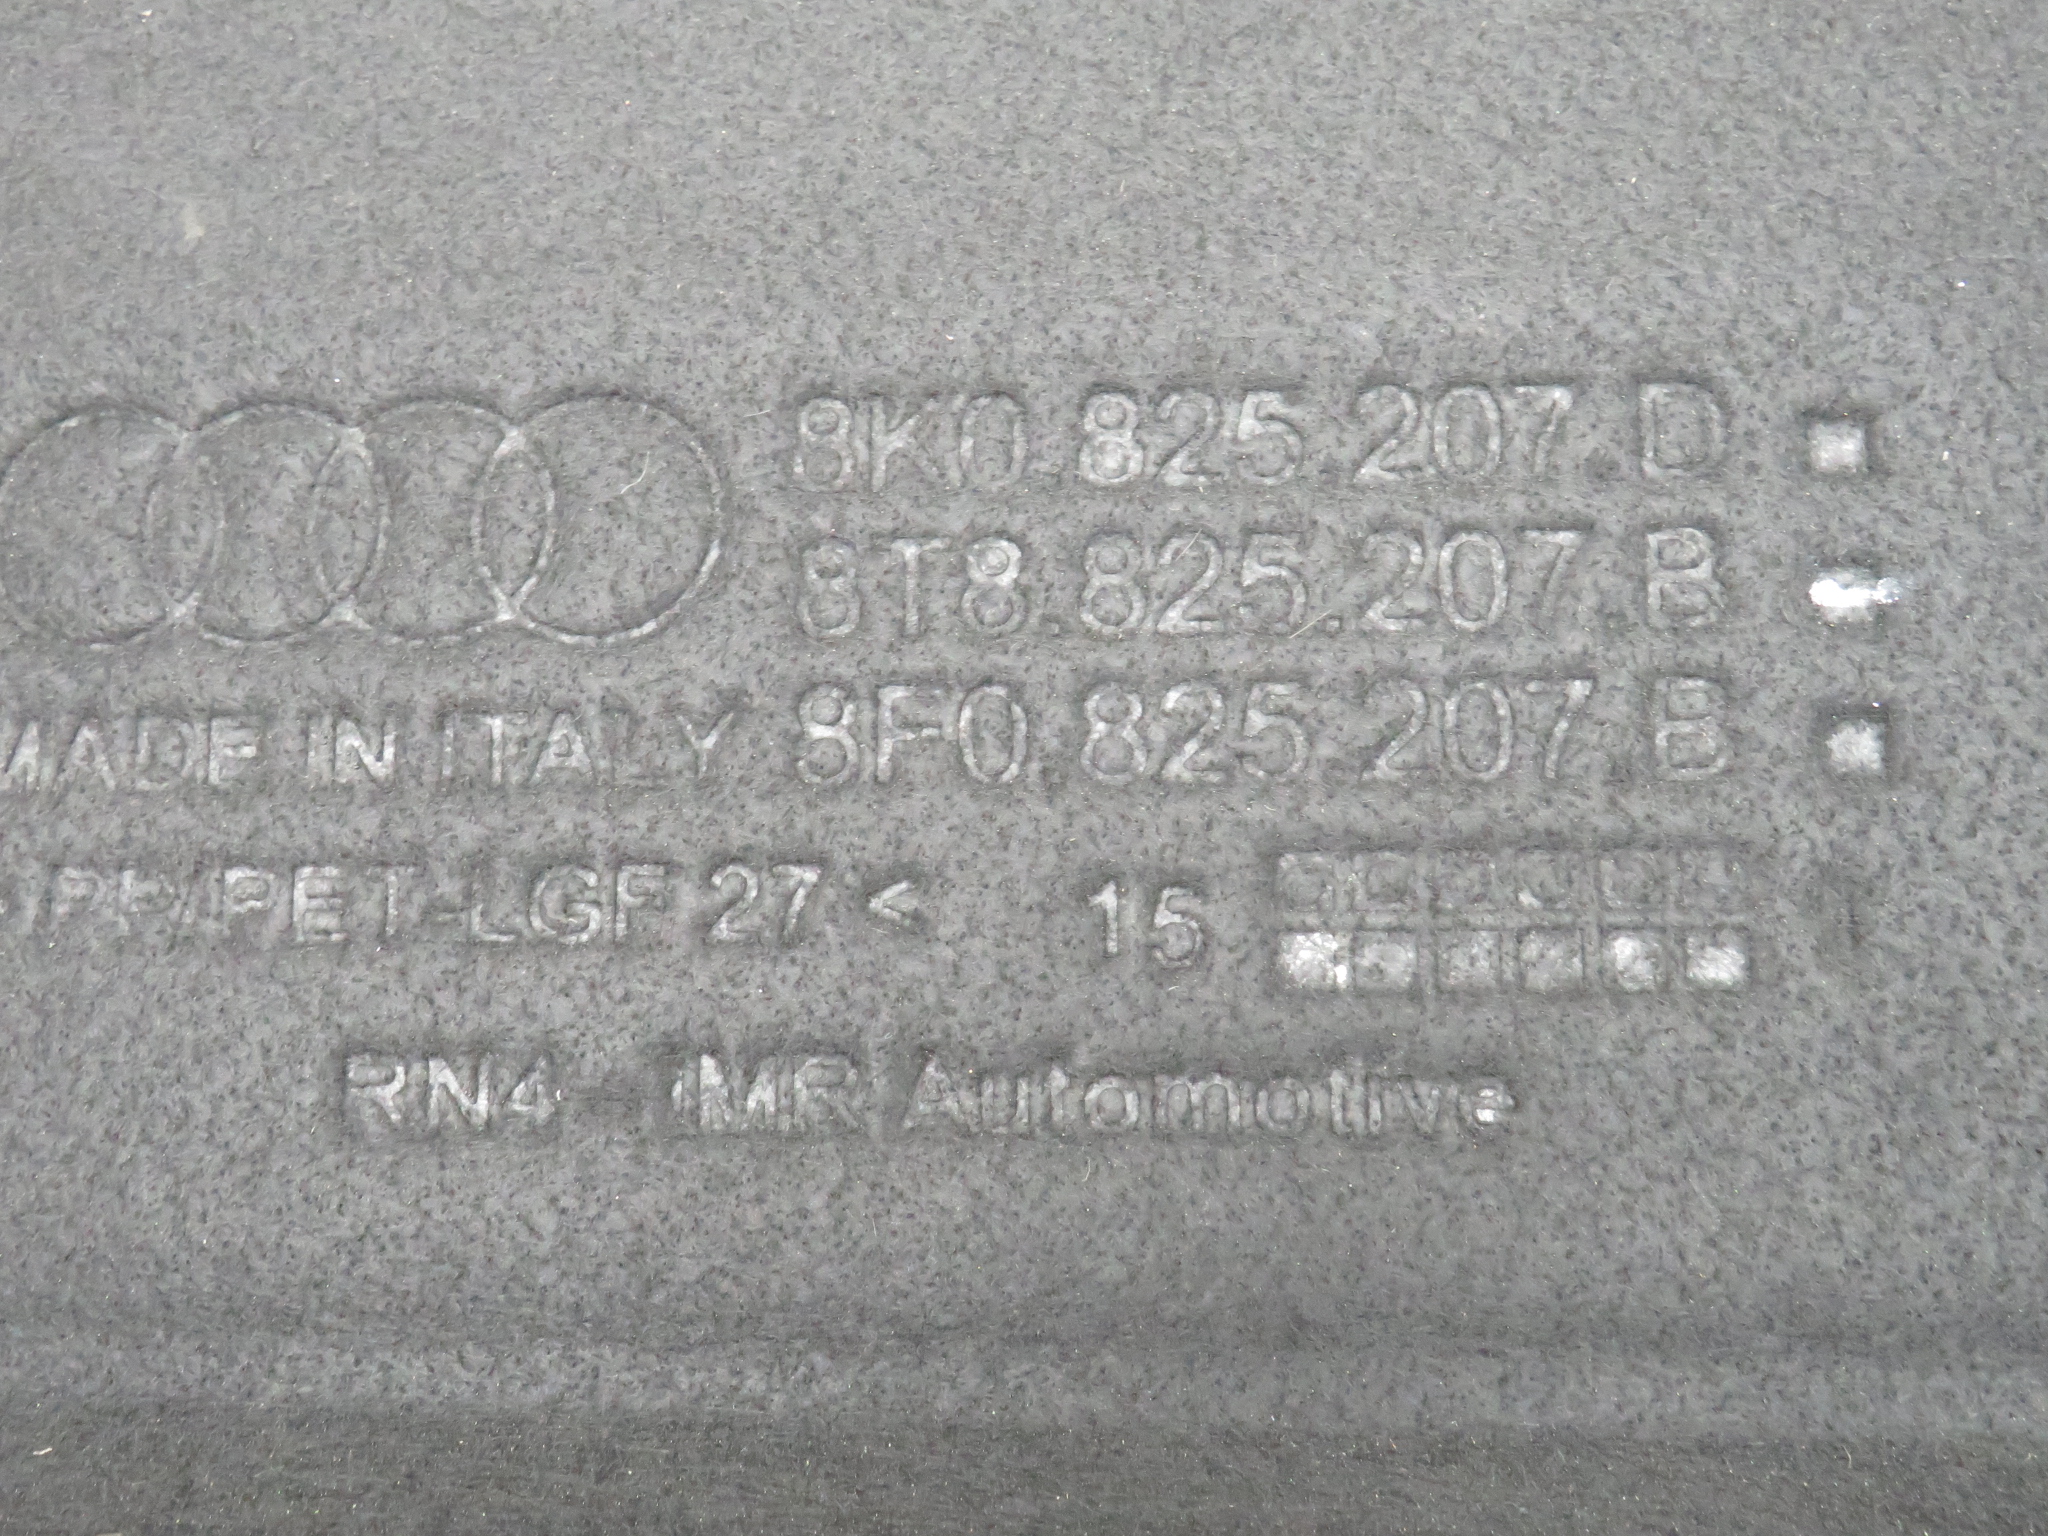 8K0.825.207.D
8T8.825.207.B
MADE IN ITALY 8F0.825.207.B
PP/PET-LGF 27 < 15
RN4 - IMR Automotive